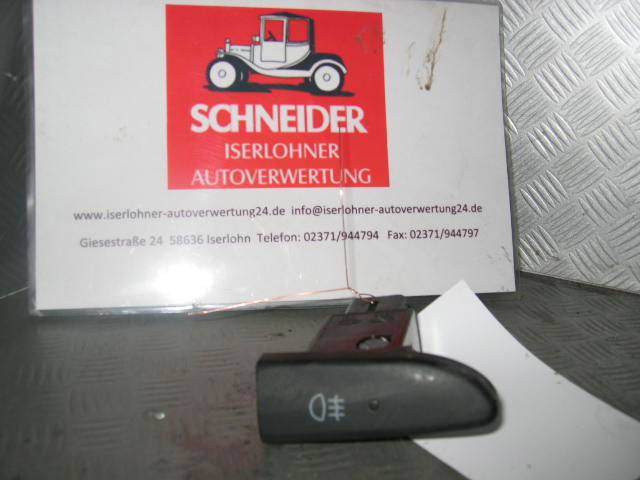 SCHNEIDER
ISERLOHNER
AUTOVERWERTUNG
www.iserlohner-autoverwertung24.de info@iserlohner-autoverwertung24.de
Giesestraße 24 58636 Iserlohn Telefon: 02371/944794 Fax: 02371/944797